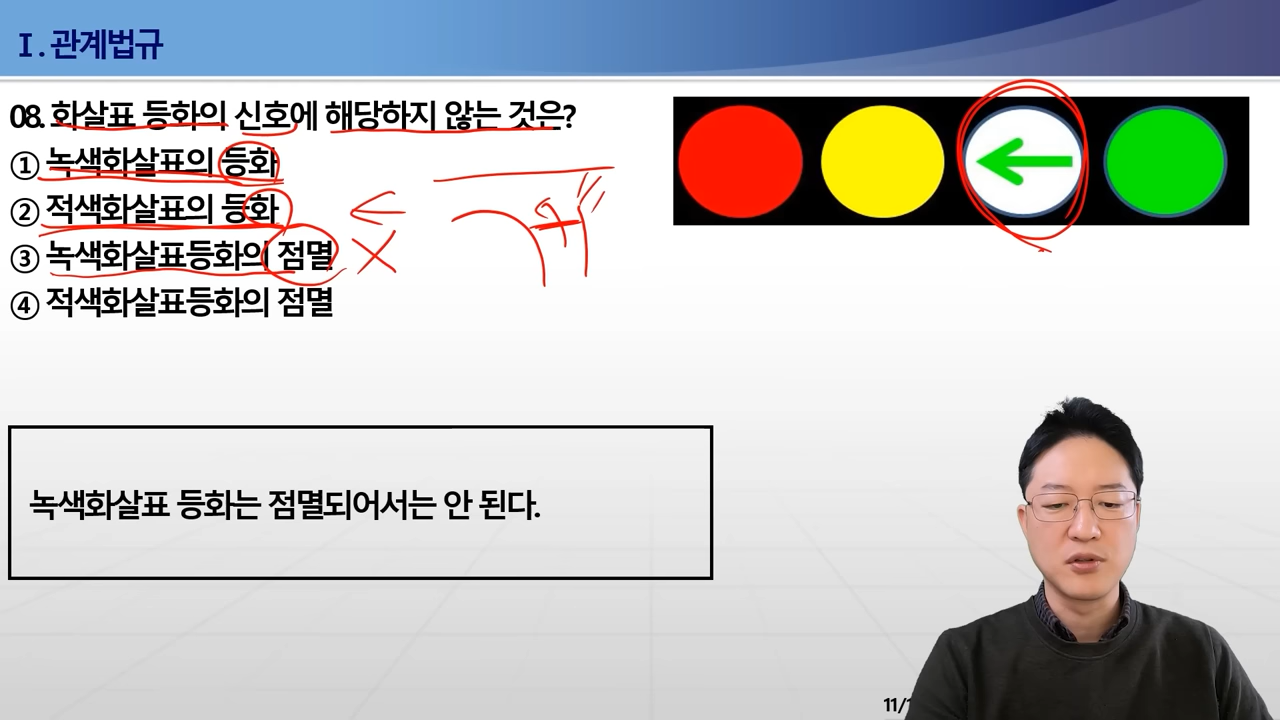 Ⅰ. 관계법규
08. 화살표 등화의 신호에 해당하지 않는 것은?
① 녹색화살표의 등화
② 적색화살표의 등화
③ 녹색화살표등화의 점멸
④ 적색화살표등화의 점멸
녹색화살표 등화는 점멸되어서는 안 된다.